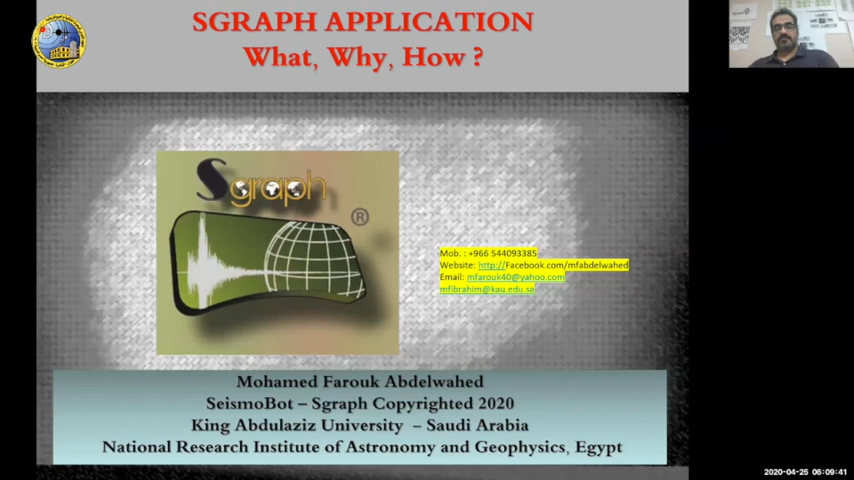 SGRAPH APPLICATION
What, Why, How ?
Sgraph
®
Mob. : +966 544093385
Website: http://Facebook.com/mfabdelwahed
Email: mfarouk40@yahoo.com
mfibrahim@kau.edu.sa
Mohamed Farouk Abdelwahed
SeismoBot – Sgraph Copyrighted 2020
King Abdulaziz University – Saudi Arabia
National Research Institute of Astronomy and Geophysics, Egypt
2020-04-25 06:09:41